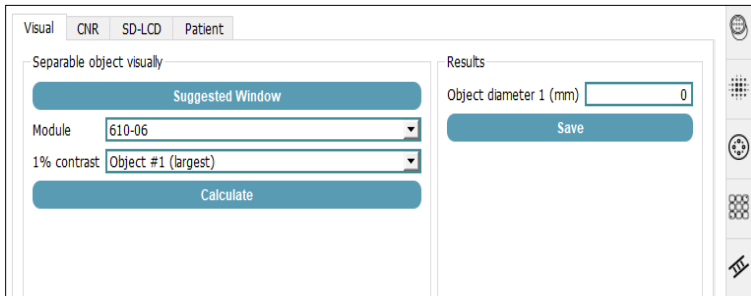 Visual CNR SD-LCD Patient
Separable object visually
Suggested Window
Module 610-06
1% contrast Object #1 (largest)
Calculate
Results
Object diameter 1 (mm) 0
Save